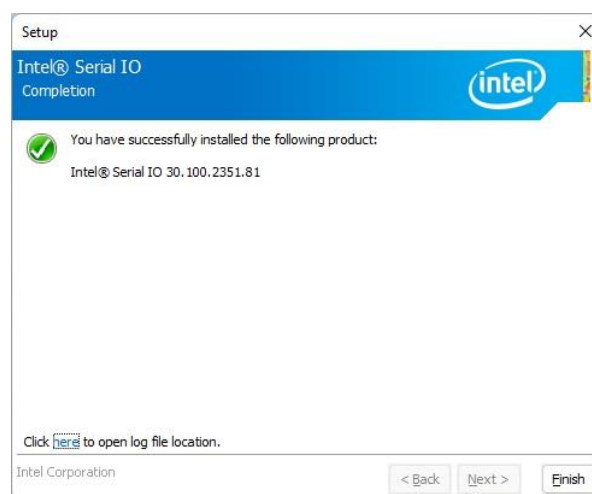 Setup
Intel® Serial IO
Completion
intel
You have successfully installed the following product:
Intel® Serial IO 30.100.2351.81
Click here to open log file location.
Intel Corporation
< Back Next > Finish